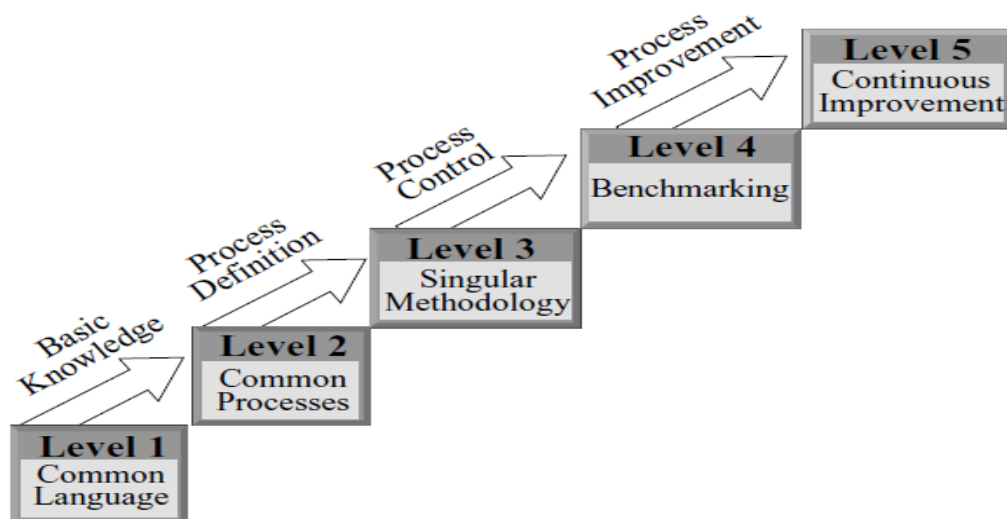 Process
Improvement
Level 5
Continuous
Improvement
Process
Control
Level 4
Benchmarking
Process
Definition
Level 3
Singular
Methodology
Basic
Knowledge
Level 2
Common
Processes
Level 1
Common
Language